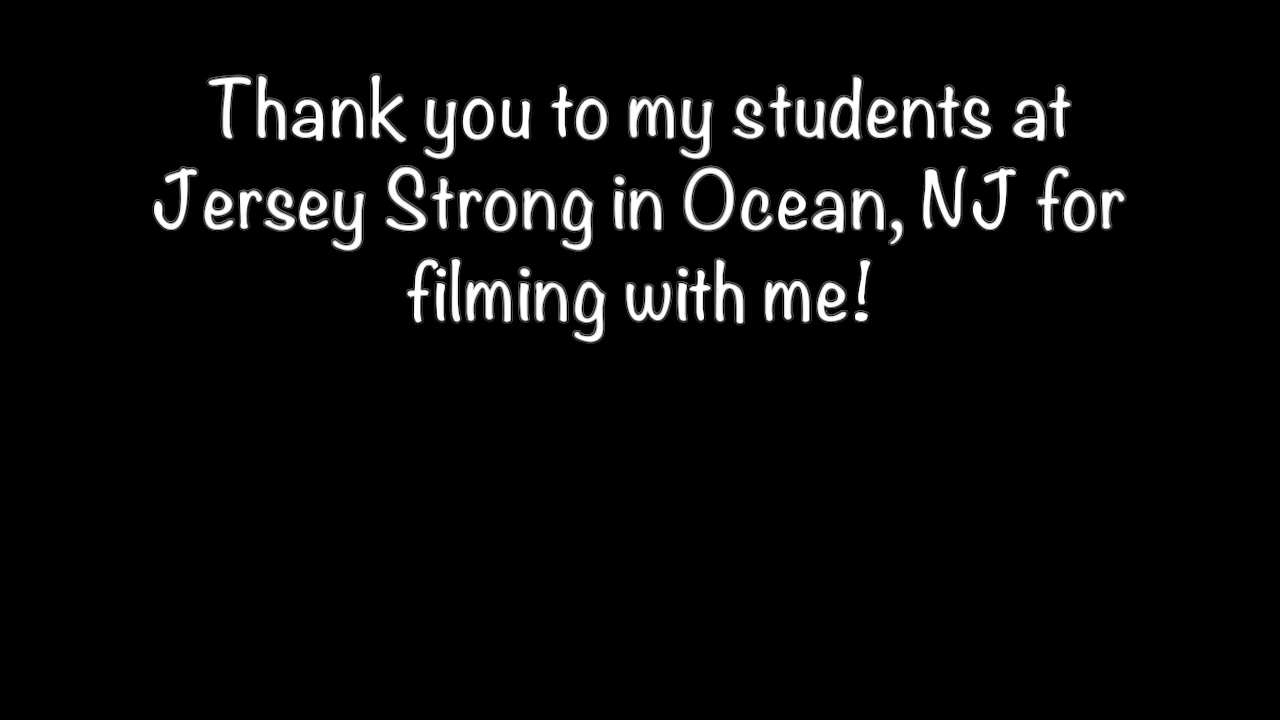 Thank you to my students at
Jersey Strong in Ocean, NJ for
filming with me!